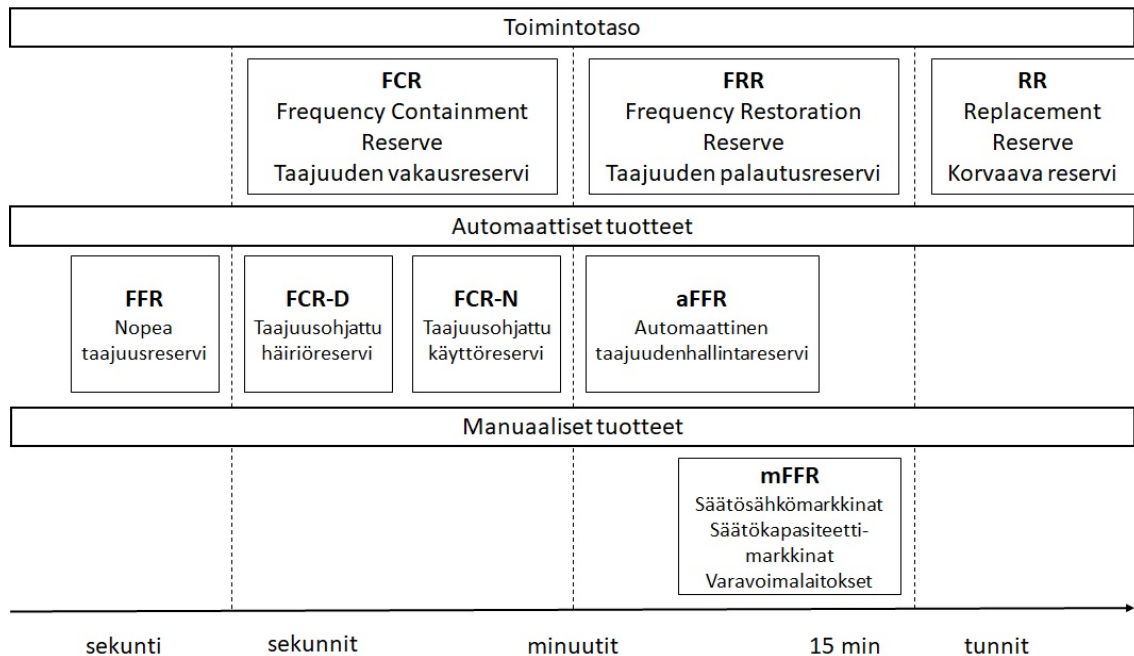 Toimintotaso
FCR
Frequency Containment
Reserve
Taajuuden vakausreservi
FRR
Frequency Restoration
Reserve
Taajuuden palautusreservi
RR
Replacement
Reserve
Korvaava reservi
Automaattiset tuotteet
FFR
Nopea
taajuusreservi
FCR-D
Taajuusohjattu
häiriöreservi
FCR-N
Taajuusohjattu
käyttöreservi
aFFR
Automaattinen
taajuudenhallintareservi
Manuaaliset tuotteet
mFFR
Säätösähkömarkkinat
Säätökapasiteetti-
markkinat
Varavoimalaitokset
sekunti sekunnit minuutit 15 min tunnit